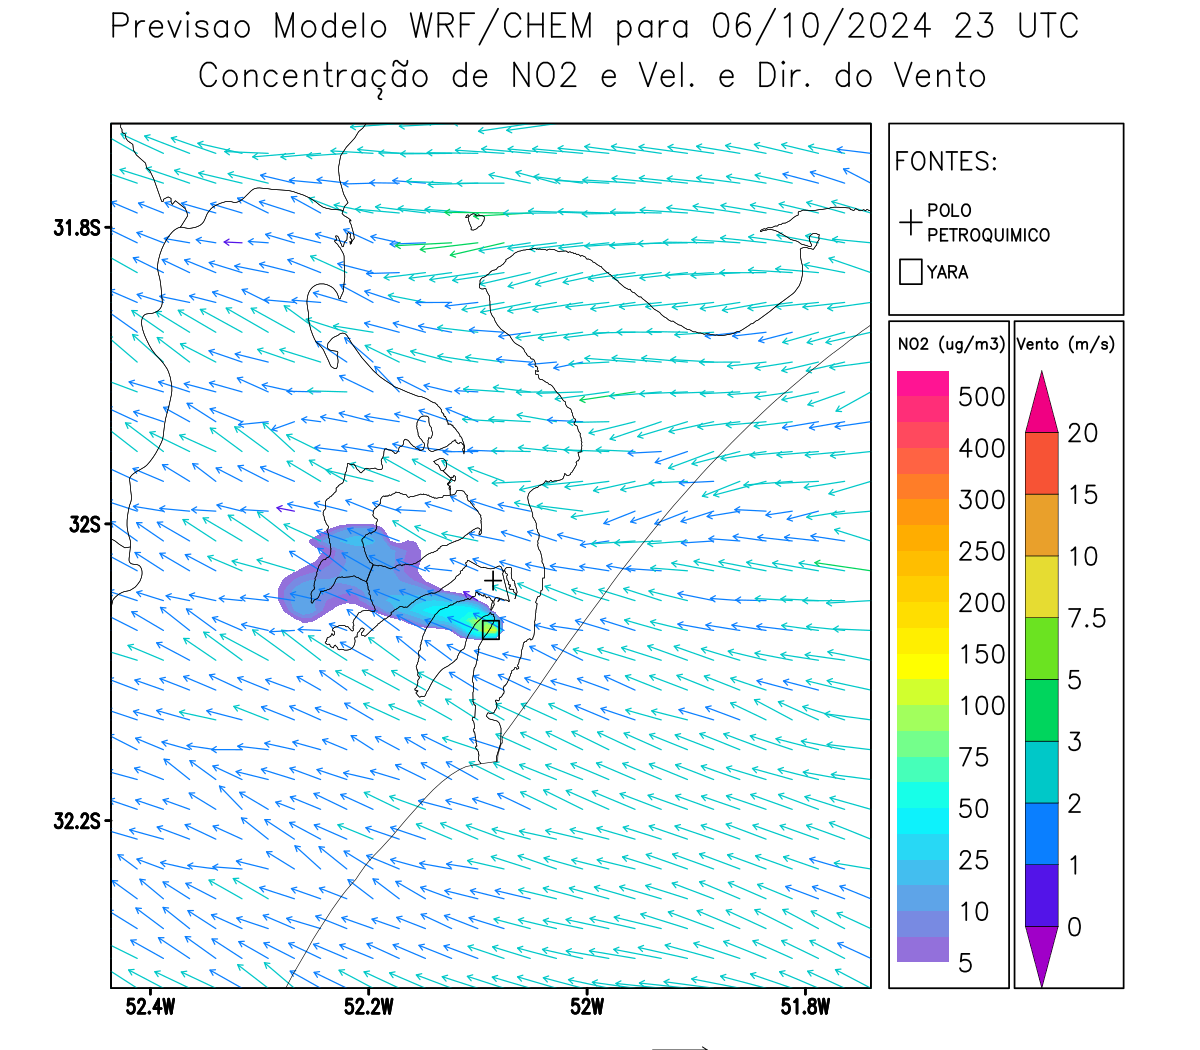 Previsao Modelo WRF/CHEM para 06/10/2024 23 UTC
Concentração de NO2 e Vel. e Dir. do Vento
FONTES:
POLO
PETROQUIMICO
YARA
NO2 (ug/m3)
500
400
300
250
200
150
100
75
50
25
10
5
Vento (m/s)
20
15
10
7.5
5
3
2
1
0
31.8S
32S
32.2S
52.4W
52.2W
52W
51.8W